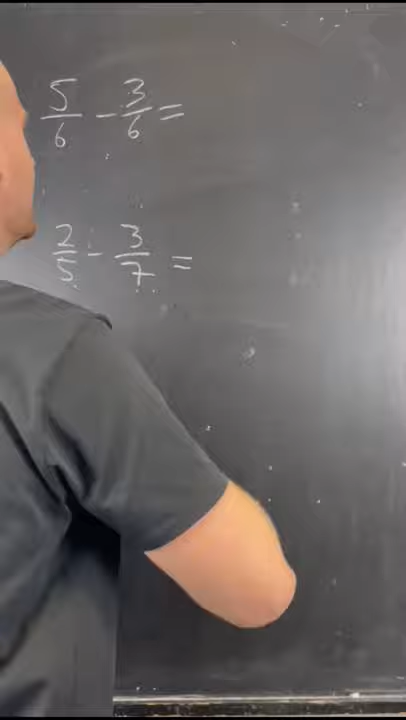 5/6 - 3/6 =
2/5 - 3/7 =